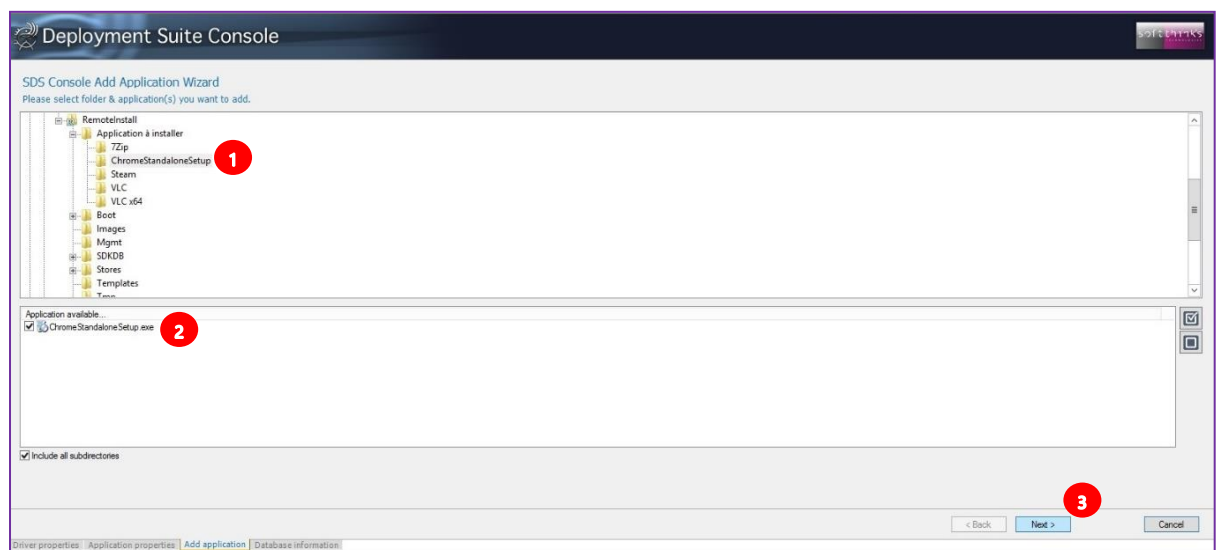 Deployment Suite Console
softthinks
SDS Console Add Application Wizard
Please select folder & application(s) you want to add.
RemoteInstall
Application à installer
7Zip
ChromeStandaloneSetup
1
Steam
VLC
VLC x64
Boot
Images
Mgmt
SDKDB
Stores
Templates
Tmp
Application available...
ChromeStandaloneSetup.exe
2
Include all subdirectories
3
< Back Next > Cancel
Driver properties Application properties Add application Database information